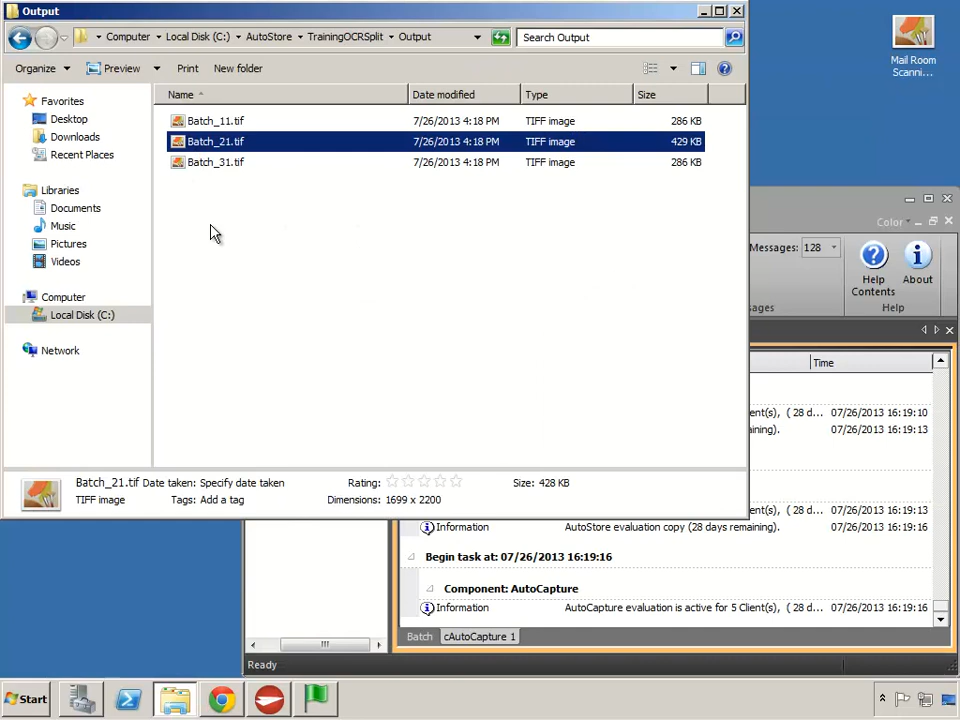 Output
Computer Local Disk (C:) AutoStore TrainingOCRSplit Output
Search Output
Organize Preview Print New folder
Name Date modified Type Size
Favorites
Desktop
Downloads
Recent Places
Libraries
Documents
Music
Pictures
Videos
Computer
Local Disk (C:)
Network
Batch_11.tif 7/26/2013 4:18 PM TIFF image 286 KB
Batch_21.tif 7/26/2013 4:18 PM TIFF image 429 KB
Batch_31.tif 7/26/2013 4:18 PM TIFF image 286 KB
Batch_21.tif Date taken: Specify date taken Rating: Size: 428 KB
TIFF image Tags: Add a tag Dimensions: 1699 x 2200
Mail Room
Scanni...
Color
Messages: 128
Help
Contents
About
ages Help
Time
ent(s), ( 28 d... 07/26/2013 16:19:10
ning). 07/26/2013 16:19:13
ent(s), ( 28 d... 07/26/2013 16:19:13
Information AutoStore evaluation copy (28 days remaining). 07/26/2013 16:19:16
Begin task at: 07/26/2013 16:19:16
Component: AutoCapture
Information AutoCapture evaluation is active for 5 Client(s), ( 28 d... 07/26/2013 16:19:16
Batch cAutoCapture 1
Ready
Start